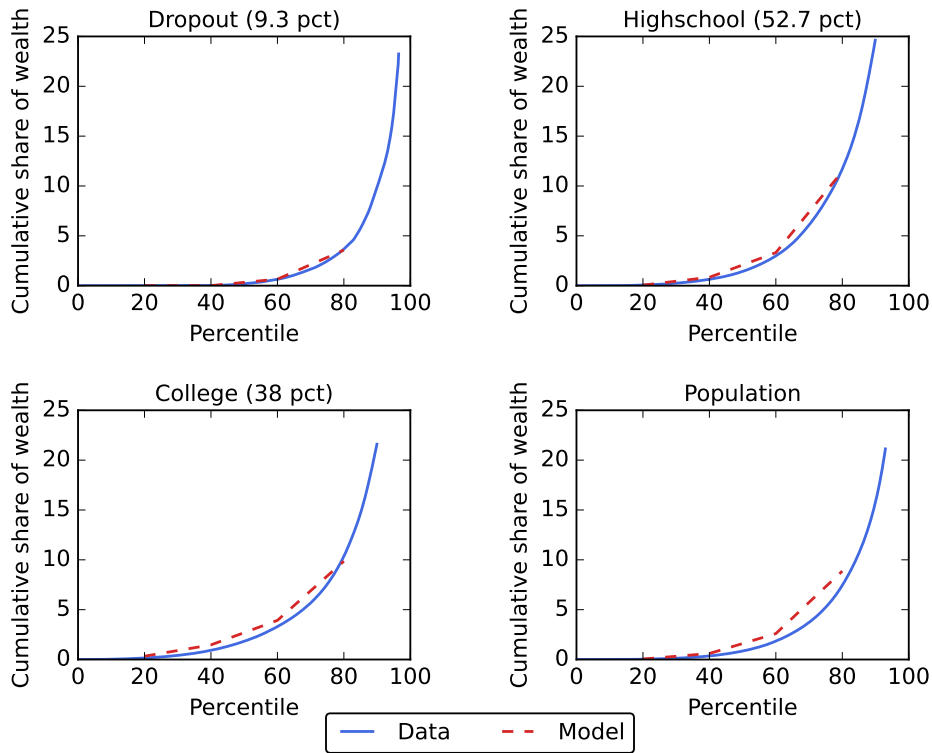 Dropout (9.3 pct)
Cumulative share of wealth
25
20
15
10
5
0
0 20 40 60 80 100
Percentile
Highschool (52.7 pct)
Cumulative share of wealth
25
20
15
10
5
0
0 20 40 60 80 100
Percentile
College (38 pct)
Cumulative share of wealth
25
20
15
10
5
0
0 20 40 60 80 100
Percentile
Population
Cumulative share of wealth
25
20
15
10
5
0
0 20 40 60 80 100
Percentile
Data Model